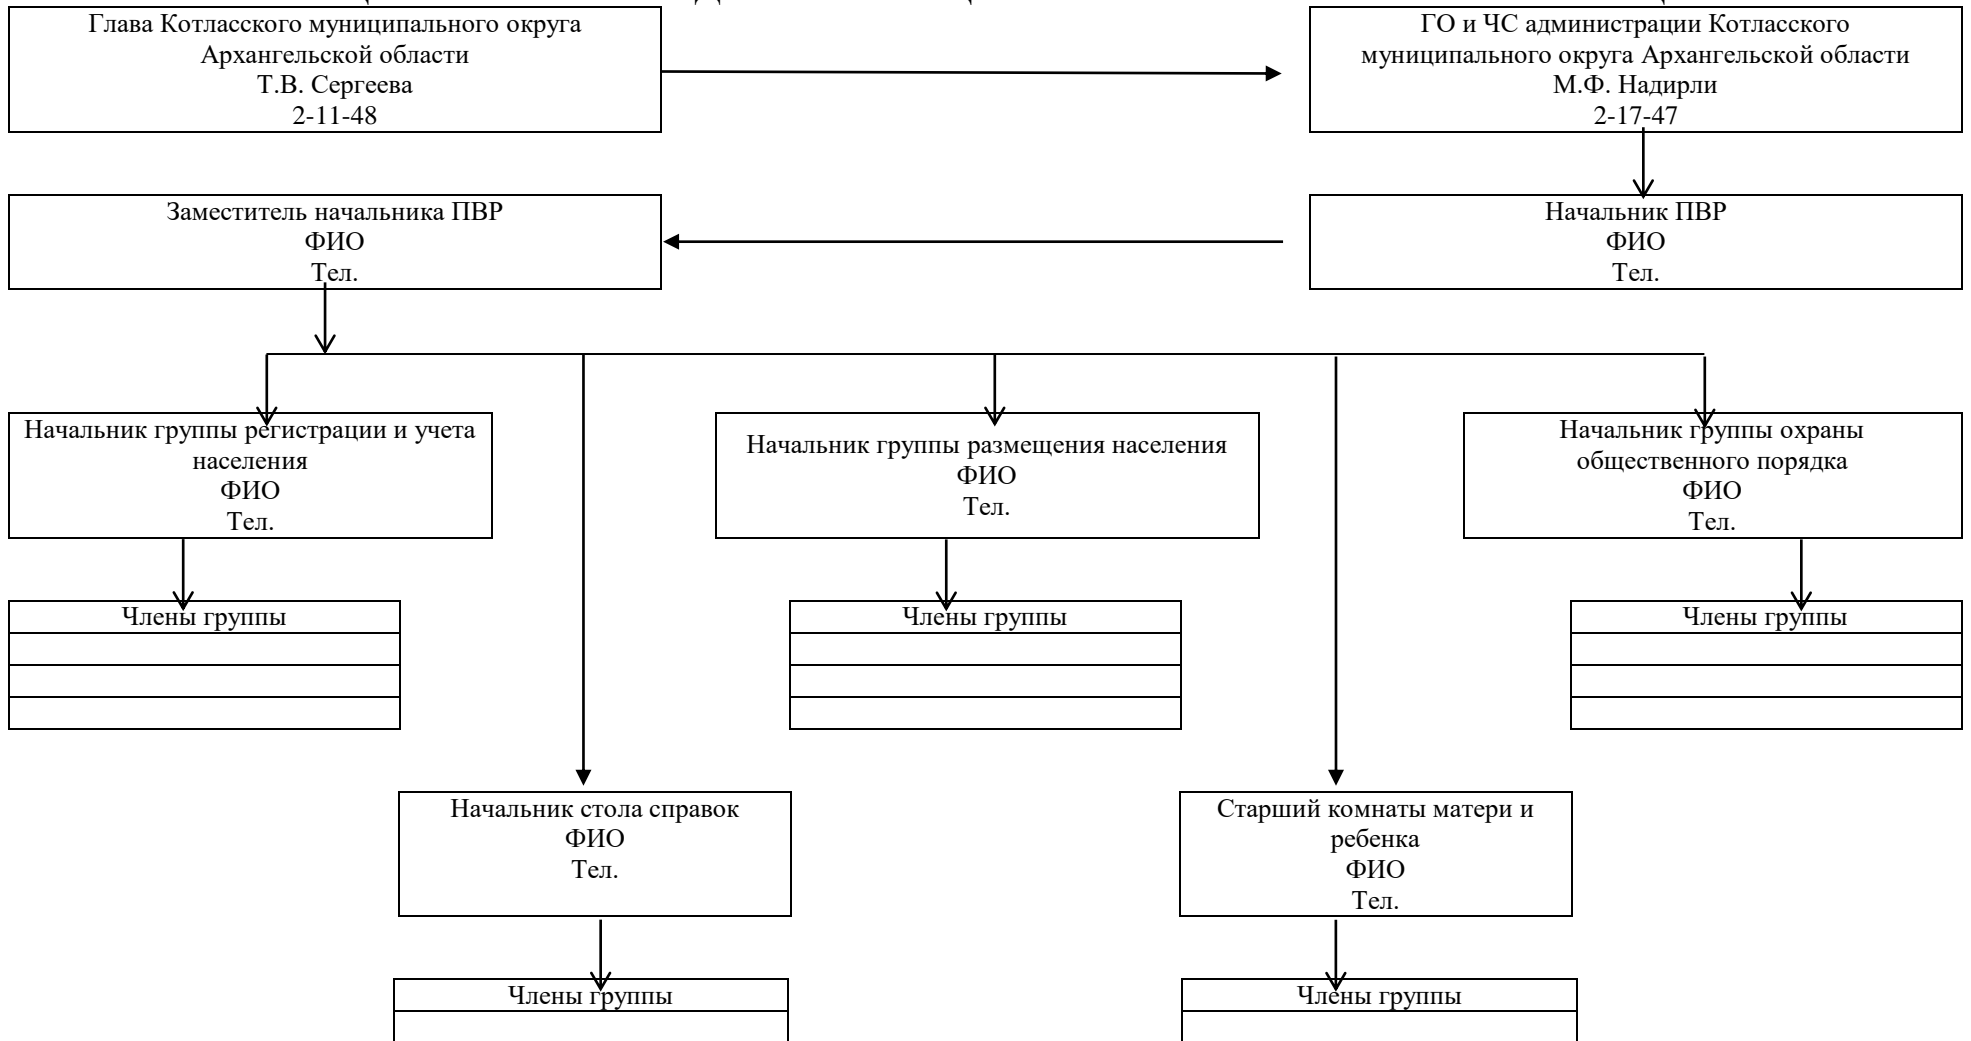 Глава Котласского муниципального округа
Архангельской области
Т.В. Сергеева
2-11-48
ГО и ЧС администрации Котласского
муниципального округа Архангельской области
М.Ф. Надирли
2-17-47
Заместитель начальника ПВР
ФИО
Тел.
Начальник ПВР
ФИО
Тел.
Начальник группы регистрации и учета
населения
ФИО
Тел.
Начальник группы размещения населения
ФИО
Тел.
Начальник группы охраны
общественного порядка
ФИО
Тел.
Члены группы
Члены группы
Члены группы
Начальник стола справок
ФИО
Тел.
Старший комнаты матери и
ребенка
ФИО
Тел.
Члены группы
Члены группы